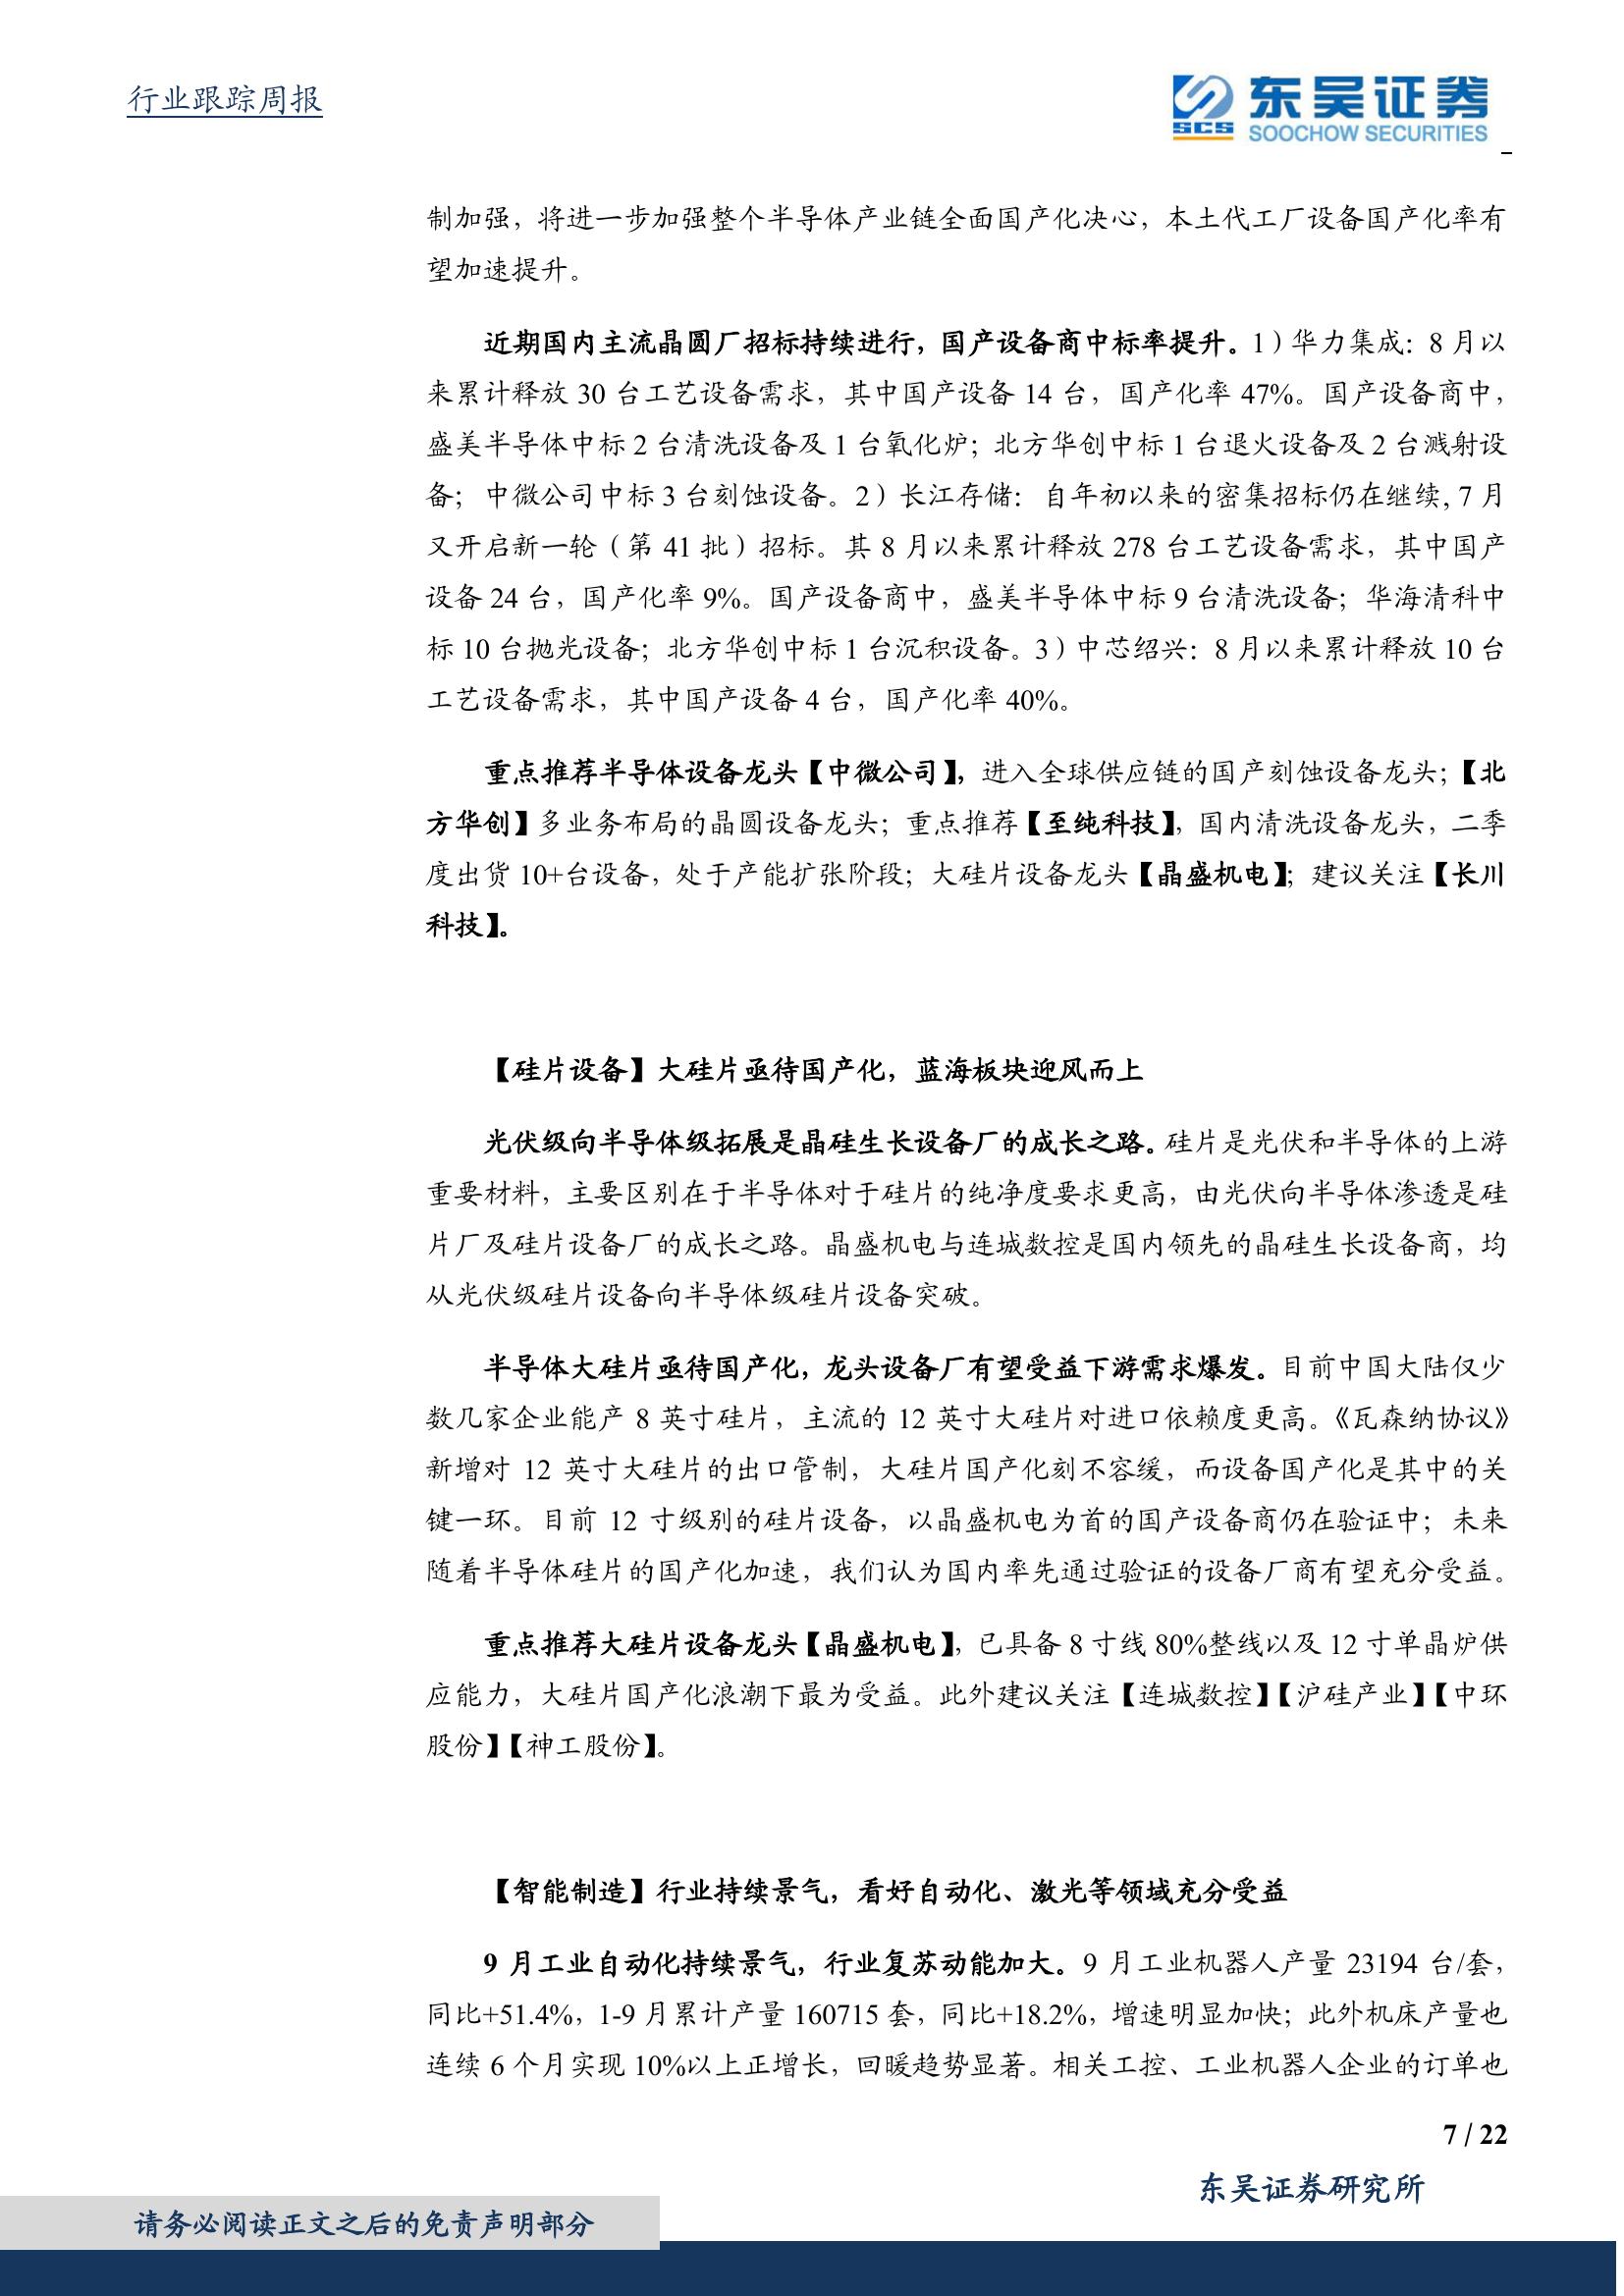 行业跟踪周报
东吴证券
SCS
SOOCHOW SECURITIES
制加强，将进一步加强整个半导体产业链全面国产化决心，本土代工厂设备国产化率有
望加速提升。
近期国内主流晶圆厂招标持续进行，国产设备商中标率提升。1）华力集成：8 月以
来累计释放 30 台工艺设备需求，其中国产设备 14 台，国产化率 47%。国产设备商中，
盛美半导体中标 2 台清洗设备及 1 台氧化炉；北方华创中标 1 台退火设备及 2 台溅射设
备；中微公司中标 3 台刻蚀设备。2）长江存储：自年初以来的密集招标仍在继续，7 月
又开启新一轮（第 41 批）招标。其 8 月以来累计释放 278 台工艺设备需求，其中国产
设备 24 台，国产化率 9%。国产设备商中，盛美半导体中标 9 台清洗设备；华海清科中
标 10 台抛光设备；北方华创中标 1 台沉积设备。3）中芯绍兴：8 月以来累计释放 10 台
工艺设备需求，其中国产设备 4 台，国产化率 40%。
重点推荐半导体设备龙头【中微公司】，进入全球供应链的国产刻蚀设备龙头；【北
方华创】多业务布局的晶圆设备龙头；重点推荐【至纯科技】，国内清洗设备龙头，二季
度出货 10+台设备，处于产能扩张阶段；大硅片设备龙头【晶盛机电】；建议关注【长川
科技】。
【硅片设备】大硅片亟待国产化，蓝海板块迎风而上
光伏级向半导体级拓展是晶硅生长设备厂的成长之路。硅片是光伏和半导体的上游
重要材料，主要区别在于半导体对于硅片的纯净度要求更高，由光伏向半导体渗透是硅
片厂及硅片设备厂的成长之路。晶盛机电与连城数控是国内领先的晶硅生长设备商，均
从光伏级硅片设备向半导体级硅片设备突破。
半导体大硅片亟待国产化，龙头设备厂有望受益下游需求爆发。目前中国大陆仅少
数几家企业能产 8 英寸硅片，主流的 12 英寸大硅片对进口依赖度更高。《瓦森纳协议》
新增对 12 英寸大硅片的出口管制，大硅片国产化刻不容缓，而设备国产化是其中的关
键一环。目前 12 寸级别的硅片设备，以晶盛机电为首的国产设备商仍在验证中；未来
随着半导体硅片的国产化加速，我们认为国内率先通过验证的设备厂商有望充分受益。
重点推荐大硅片设备龙头【晶盛机电】，已具备 8 寸线 80%整线以及 12 寸单晶炉供
应能力，大硅片国产化浪潮下最为受益。此外建议关注【连城数控】【沪硅产业】【中环
股份】【神工股份】。
【智能制造】行业持续景气，看好自动化、激光等领域充分受益
9 月工业自动化持续景气，行业复苏动能加大。9 月工业机器人产量 23194 台/套，
同比+51.4%，1-9 月累计产量 160715 套，同比+18.2%，增速明显加快；此外机床产量也
连续 6 个月实现 10%以上正增长，回暖趋势显著。相关工控、工业机器人企业的订单也
7 / 22
东吴证券研究所
请务必阅读正文之后的免责声明部分